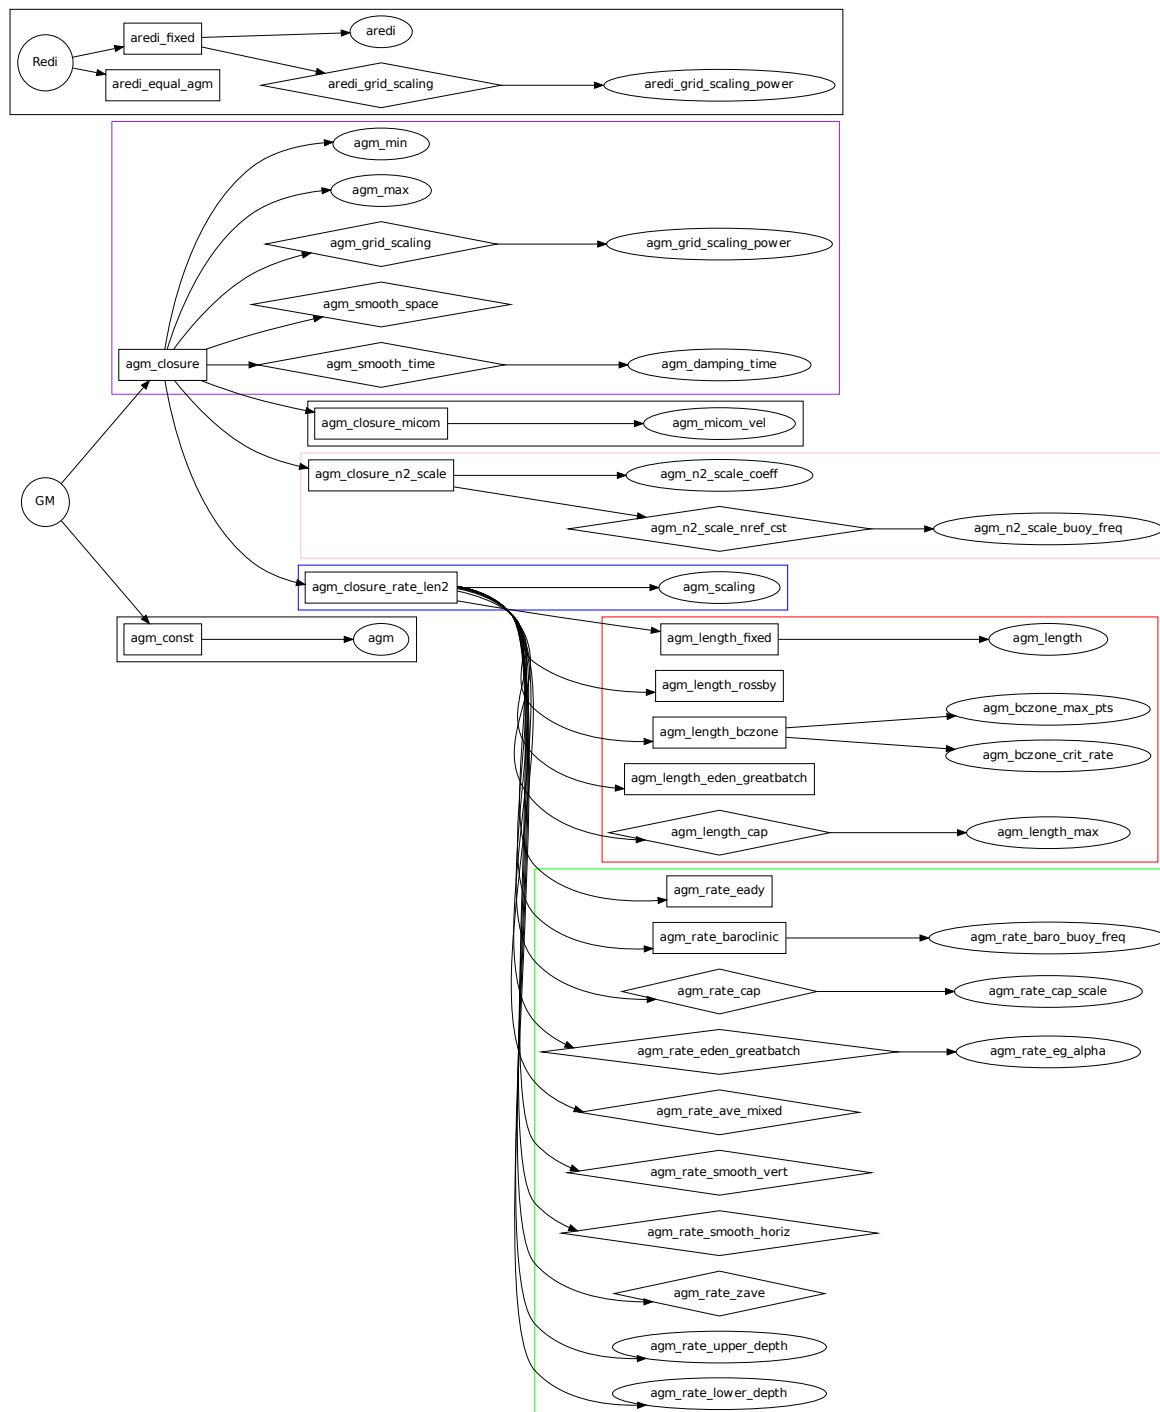 Redi
aredi_fixed
aredi
aredi_equal_agm
aredi_grid_scaling
aredi_grid_scaling_power
agm_min
agm_max
agm_grid_scaling
agm_grid_scaling_power
agm_smooth_space
agm_closure
agm_smooth_time
agm_damping_time
agm_closure_micom
agm_micom_vel
agm_closure_n2_scale
agm_n2_scale_coeff
GM
agm_n2_scale_nref_cst
agm_n2_scale_buoy_freq
agm_closure_rate_len2
agm_scaling
agm_const
agm
agm_length_fixed
agm_length
agm_length_rossby
agm_length_bczone
agm_bczone_max_pts
agm_bczone_crit_rate
agm_length_eden_greatbatch
agm_length_cap
agm_length_max
agm_rate_eady
agm_rate_baroclinic
agm_rate_baro_buoy_freq
agm_rate_cap
agm_rate_cap_scale
agm_rate_eden_greatbatch
agm_rate_eg_alpha
agm_rate_ave_mixed
agm_rate_smooth_vert
agm_rate_smooth_horiz
agm_rate_zave
agm_rate_upper_depth
agm_rate_lower_depth